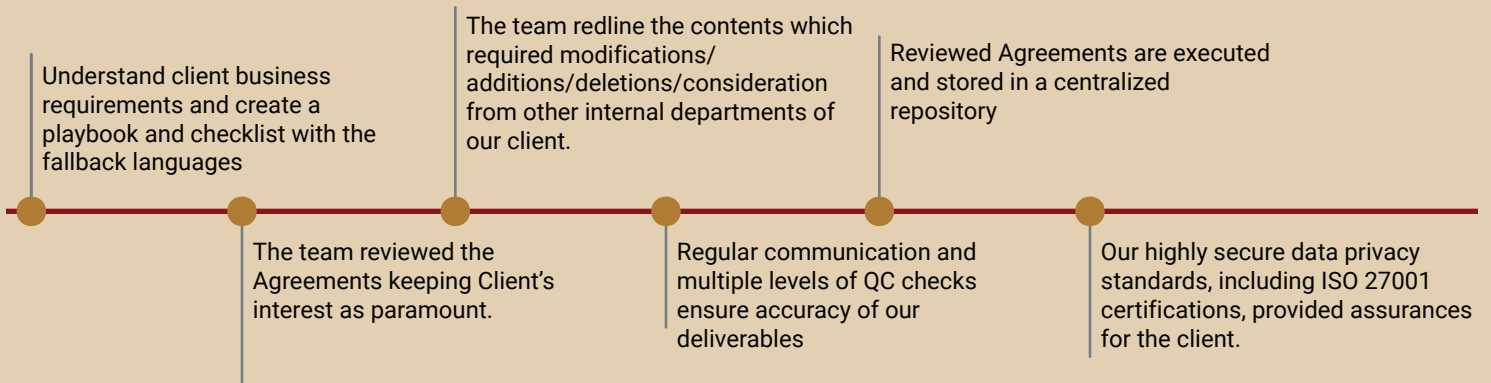 Understand client business
requirements and create a
playbook and checklist with the
fallback languages
The team reviewed the
Agreements keeping Client's
interest as paramount.
The team redline the contents which
required modifications/
additions/deletions/consideration
from other internal departments of
our client.
Regular communication and
multiple levels of QC checks
ensure accuracy of our
deliverables
Reviewed Agreements are executed
and stored in a centralized
repository
Our highly secure data privacy
standards, including ISO 27001
certifications, provided assurances
for the client.